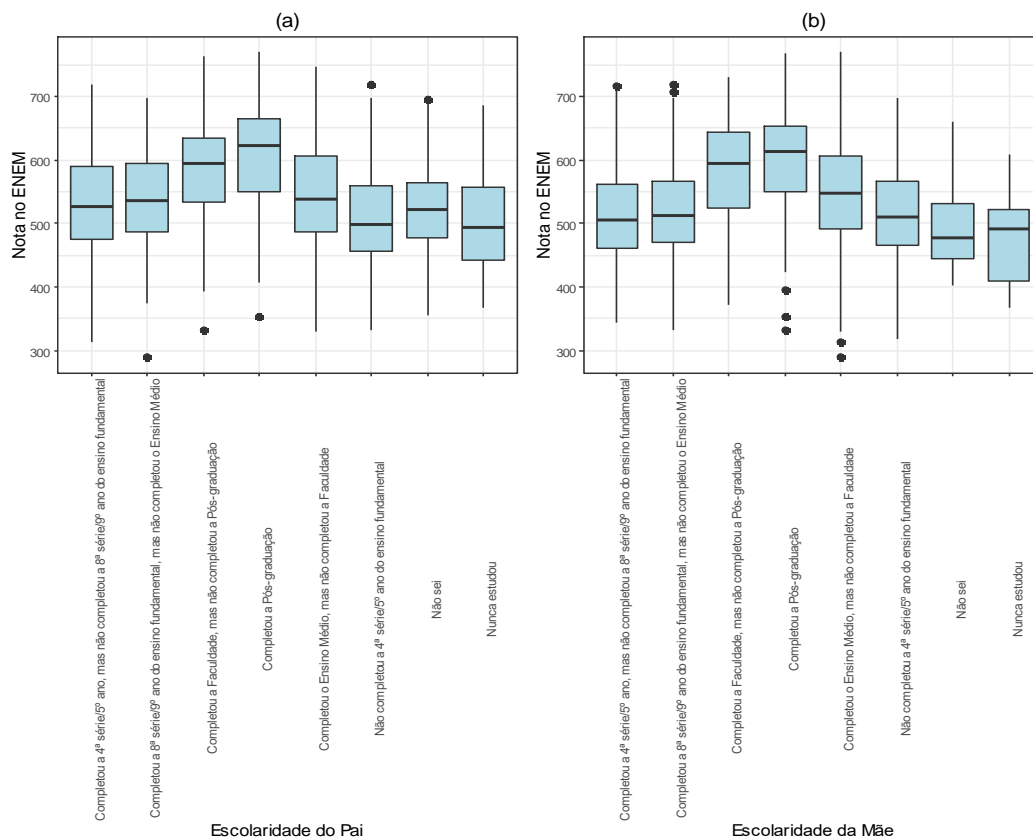 (a)
Nota no ENEM
700
600
500
400
300
Completou a 4ª série/5º ano, mas não completou a 8ª série/9º ano do ensino fundamental
Completou a 8ª série/9º ano do ensino fundamental, mas não completou o Ensino Médio
Completou a Faculdade, mas não completou a Pós-graduação
Completou a Pós-graduação
Completou o Ensino Médio, mas não completou a Faculdade
Não completou a 4ª série/5º ano do ensino fundamental
Não sei
Nunca estudou
Escolaridade do Pai
(b)
Nota no ENEM
700
600
500
400
300
Completou a 4ª série/5º ano, mas não completou a 8ª série/9º ano do ensino fundamental
Completou a 8ª série/9º ano do ensino fundamental, mas não completou o Ensino Médio
Completou a Faculdade, mas não completou a Pós-graduação
Completou a Pós-graduação
Completou o Ensino Médio, mas não completou a Faculdade
Não completou a 4ª série/5º ano do ensino fundamental
Não sei
Nunca estudou
Escolaridade da Mãe